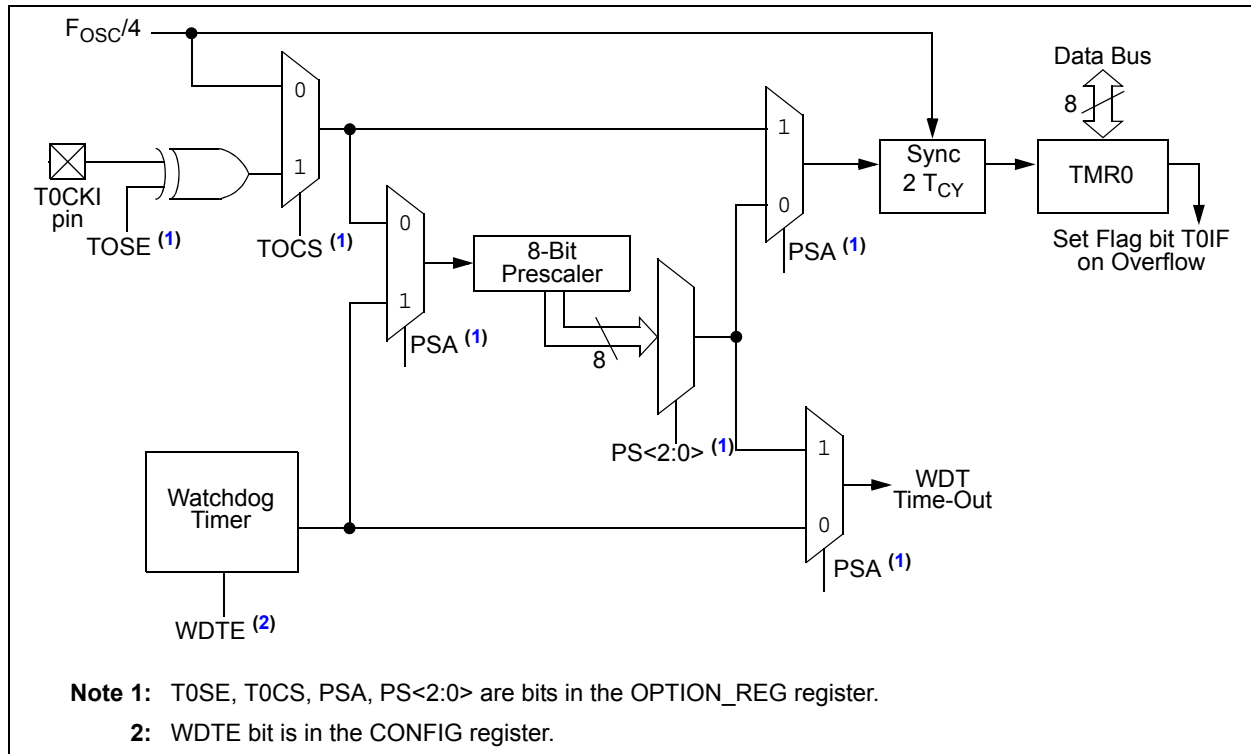 FOSC/4
Data Bus
8
0
1
T0CKI
pin
TOSE (1)
TOCS (1)
0
1
PSA (1)
8-Bit
Prescaler
8
PS<2:0> (1)
1
0
PSA (1)
Sync
2 TCY
TMR0
Set Flag bit T0IF
on Overflow
Watchdog
Timer
WDTE (2)
1
0
PSA (1)
WDT
Time-Out
Note 1: T0SE, T0CS, PSA, PS<2:0> are bits in the OPTION_REG register.
2: WDTE bit is in the CONFIG register.